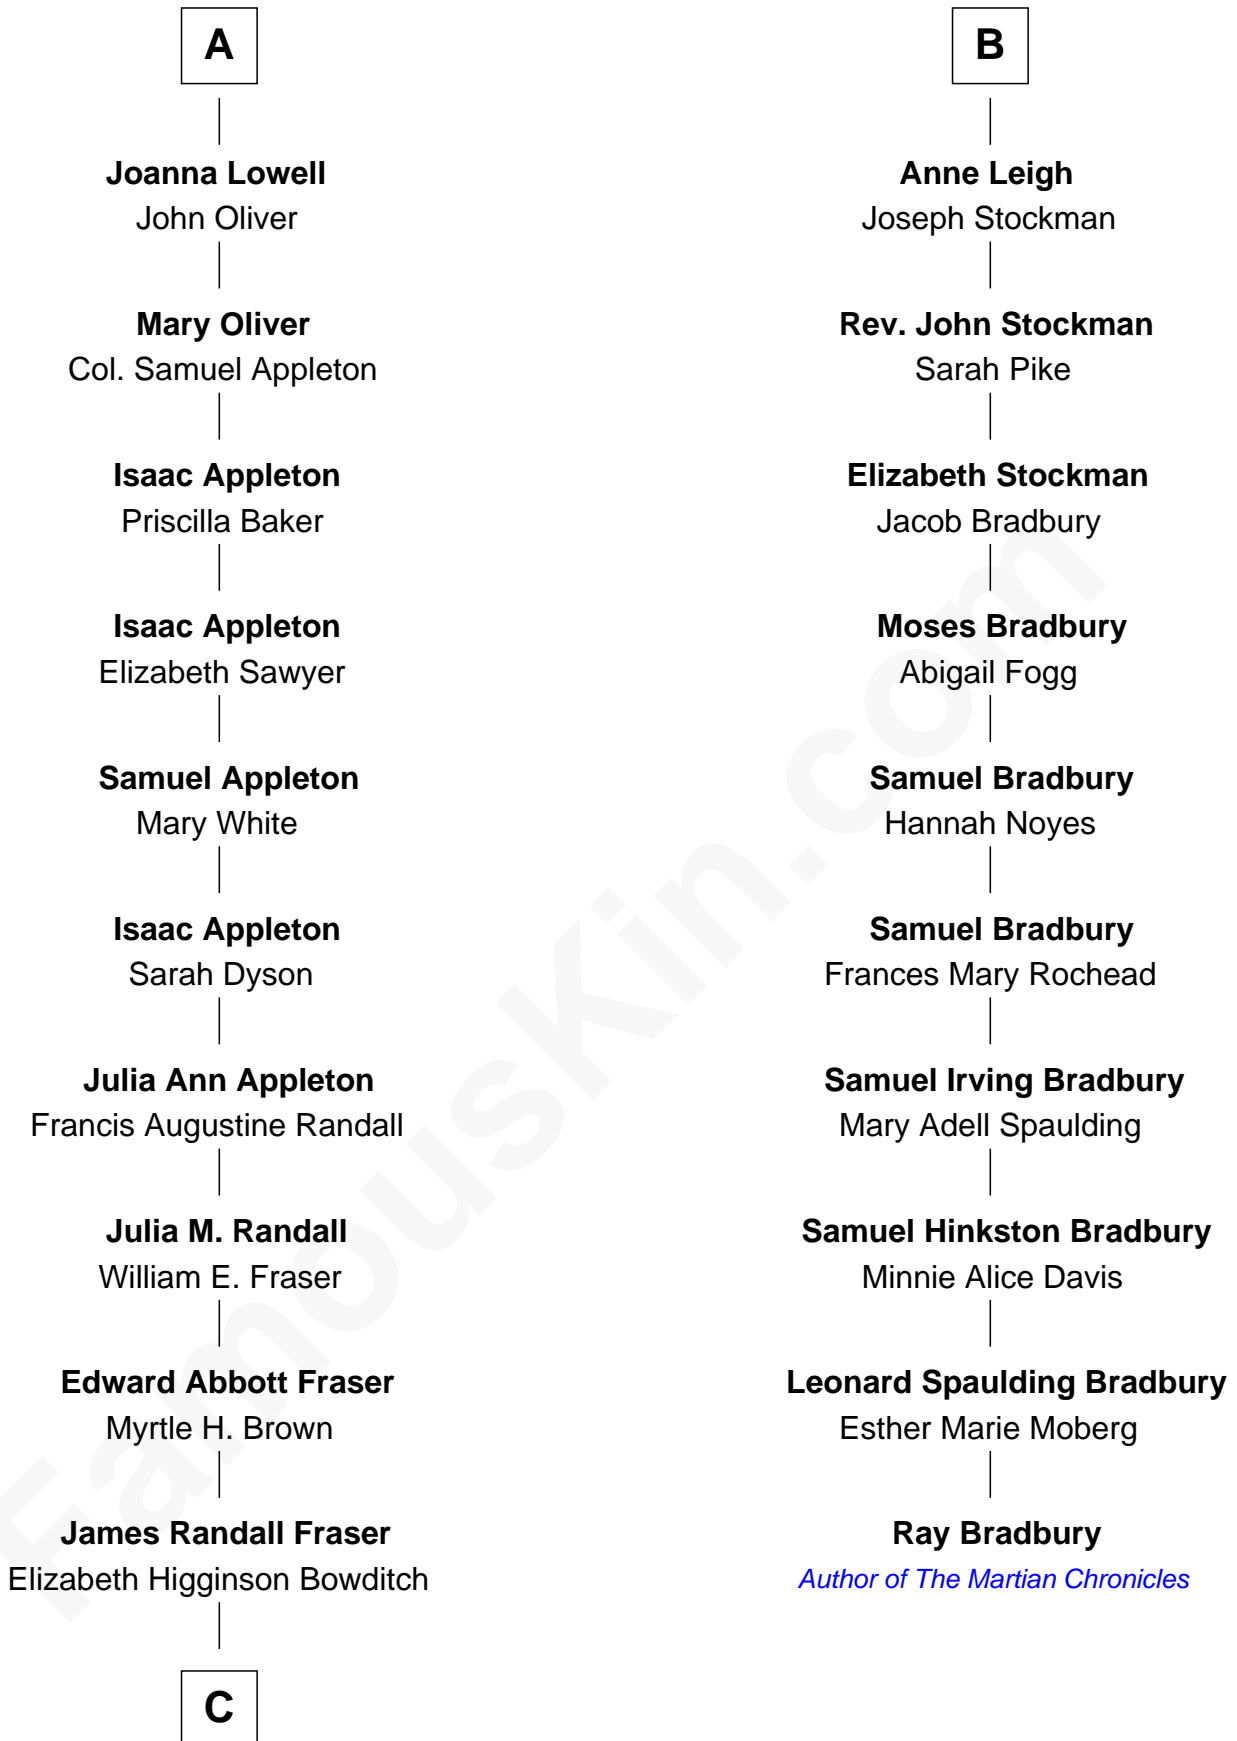 A
Joanna Lowell
John Oliver
Mary Oliver
Col. Samuel Appleton
Isaac Appleton
Priscilla Baker
Isaac Appleton
Elizabeth Sawyer
Samuel Appleton
Mary White
Isaac Appleton
Sarah Dyson
Julia Ann Appleton
Francis Augustine Randall
Julia M. Randall
William E. Fraser
Edward Abbott Fraser
Myrtle H. Brown
James Randall Fraser
Elizabeth Higginson Bowditch
C
B
Anne Leigh
Joseph Stockman
Rev. John Stockman
Sarah Pike
Elizabeth Stockman
Jacob Bradbury
Moses Bradbury
Abigail Fogg
Samuel Bradbury
Hannah Noyes
Samuel Bradbury
Frances Mary Rochead
Samuel Irving Bradbury
Mary Adell Spaulding
Samuel Hinkston Bradbury
Minnie Alice Davis
Leonard Spaulding Bradbury
Esther Marie Moberg
Ray Bradbury
Author of The Martian Chronicles
FamousKin.com